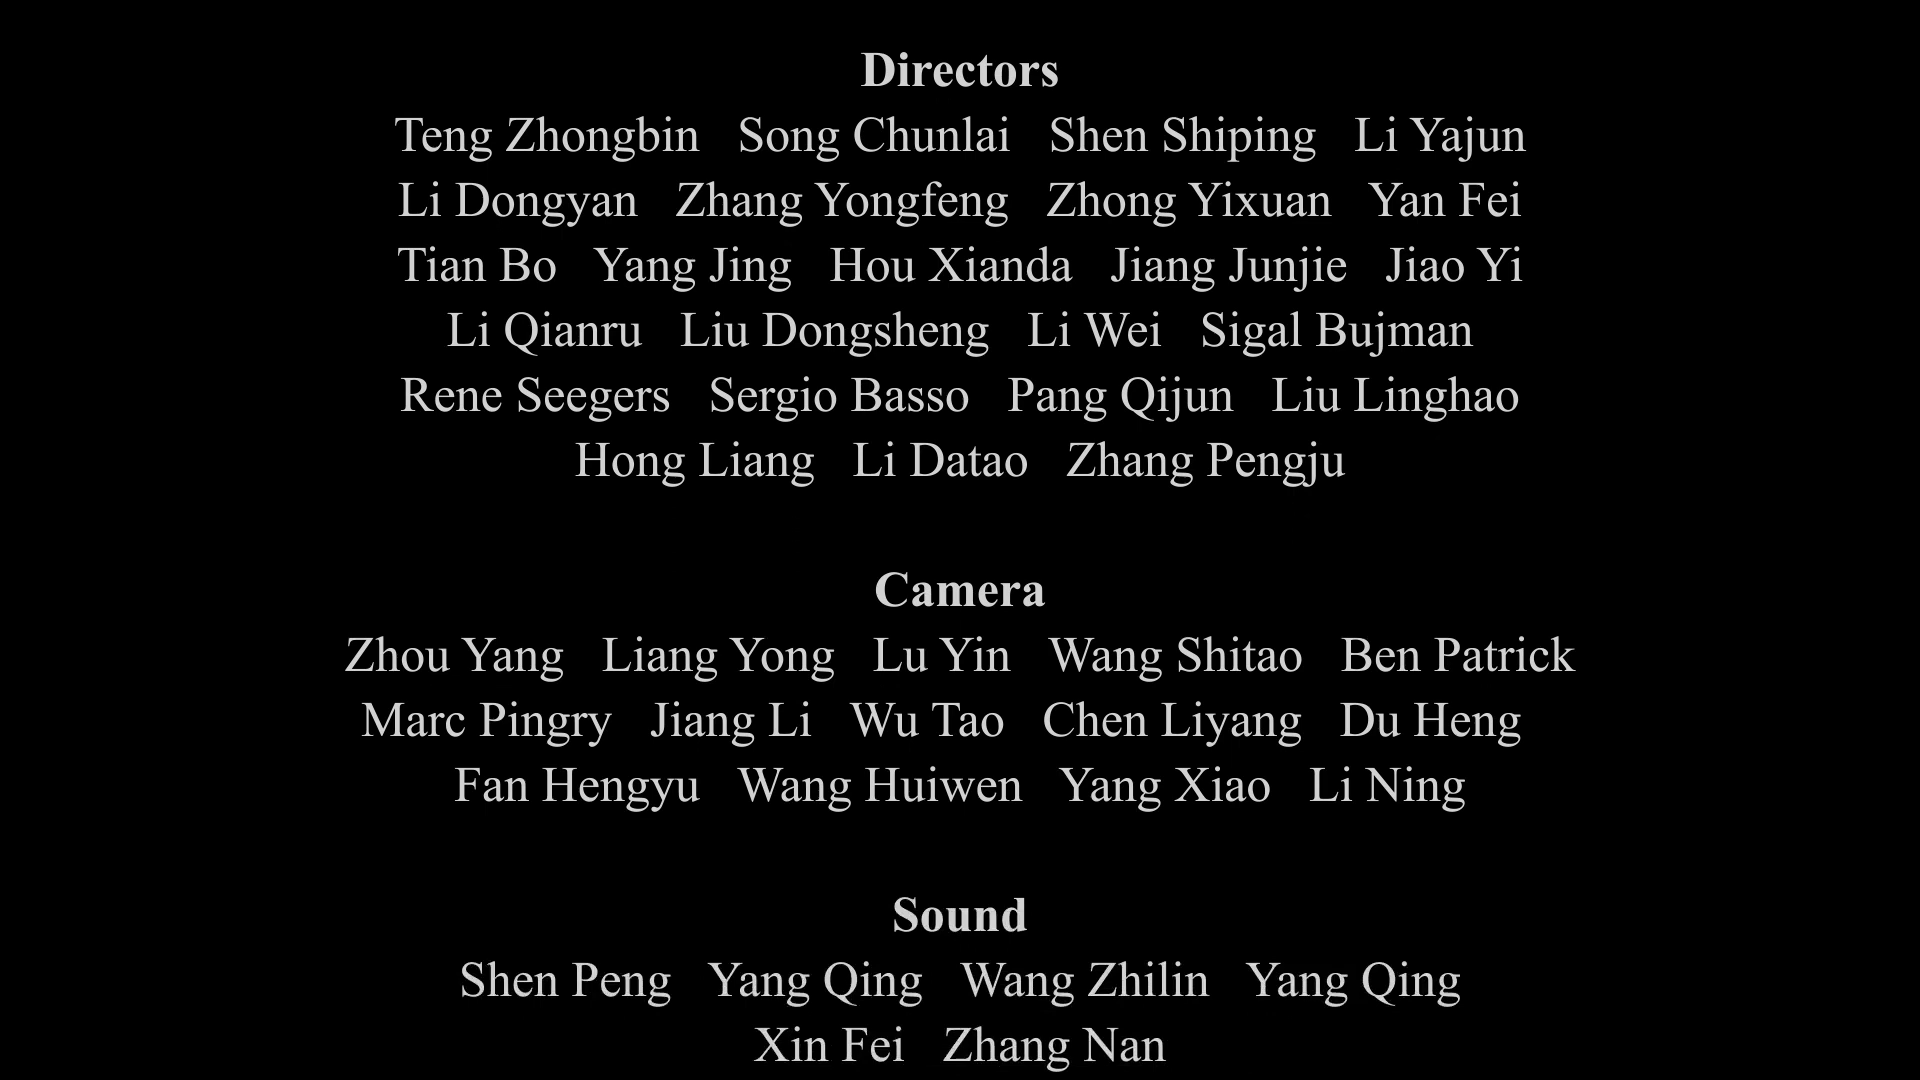 Directors
Teng Zhongbin Song Chunlai Shen Shiping Li Yajun
Li Dongyan Zhang Yongfeng Zhong Yixuan Yan Fei
Tian Bo Yang Jing Hou Xianda Jiang Junjie Jiao Yi
Li Qianru Liu Dongsheng Li Wei Sigal Bujman
Rene Seegers Sergio Basso Pang Qijun Liu Linghao
Hong Liang Li Datao Zhang Pengju
Camera
Zhou Yang Liang Yong Lu Yin Wang Shitao Ben Patrick
Marc Pingry Jiang Li Wu Tao Chen Liyang Du Heng
Fan Hengyu Wang Huiwen Yang Xiao Li Ning
Sound
Shen Peng Yang Qing Wang Zhilin Yang Qing
Xin Fei Zhang Nan